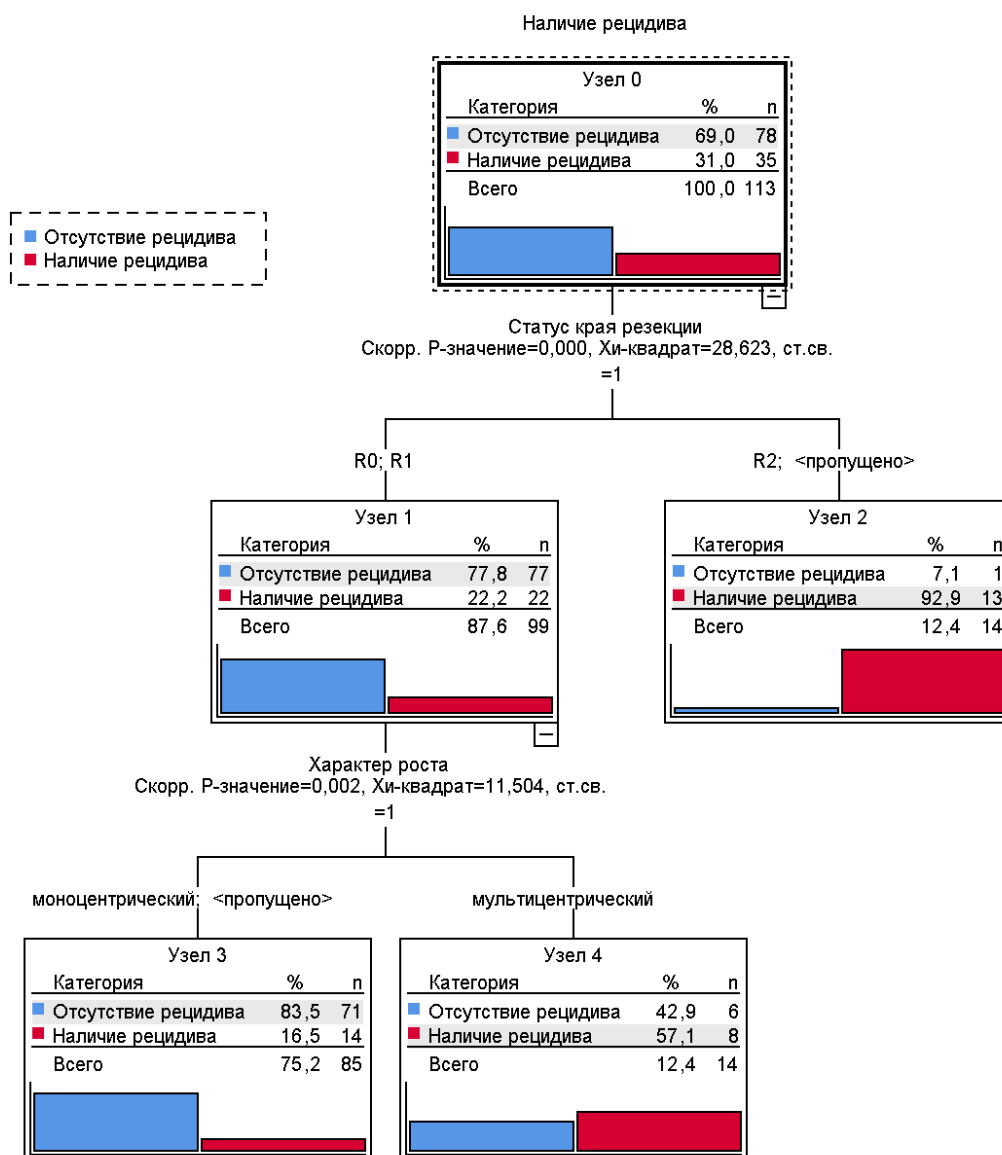 Наличие рецидива
Узел 0
Категория % n
Отсутствие рецидива 69,0 78
Наличие рецидива 31,0 35
Всего 100,0 113
Отсутствие рецидива
Наличие рецидива
Статус края резекции
Скорр. P-значение=0,000, Хи-квадрат=28,623, ст.св.
=1
R0; R1
R2; <пропущено>
Узел 1
Категория % n
Отсутствие рецидива 77,8 77
Наличие рецидива 22,2 22
Всего 87,6 99
Узел 2
Категория % n
Отсутствие рецидива 7,1 1
Наличие рецидива 92,9 13
Всего 12,4 14
Характер роста
Скорр. P-значение=0,002, Хи-квадрат=11,504, ст.св.
=1
моноцентрический; <пропущено>
мультицентрический
Узел 3
Категория % n
Отсутствие рецидива 83,5 71
Наличие рецидива 16,5 14
Всего 75,2 85
Узел 4
Категория % n
Отсутствие рецидива 42,9 6
Наличие рецидива 57,1 8
Всего 12,4 14